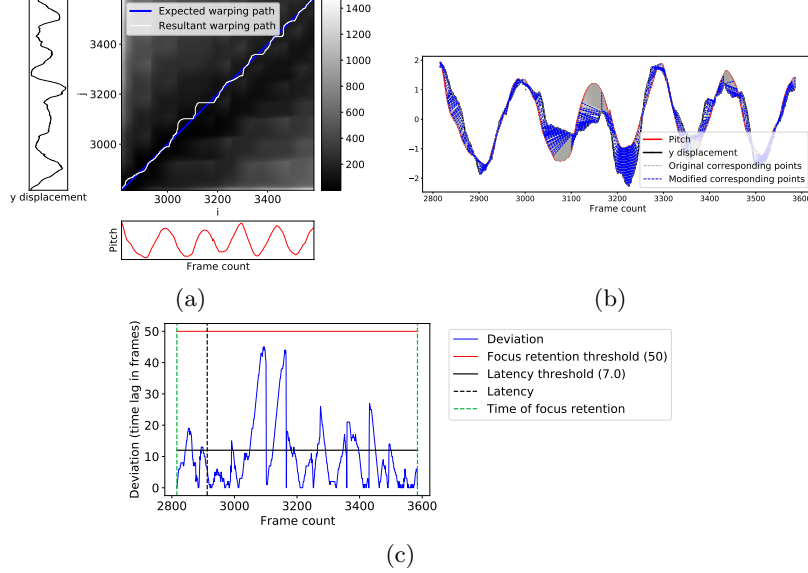 Expected warping path
Resultant warping path
3400
3200
3000
j
3000 3200 3400
i
1400
1200
1000
800
600
400
200
y displacement
Pitch
Frame count
(a)
2
1
0
−1
−2
2800 2900 3000 3100 3200 3300 3400 3500 3600
Frame count
Pitch
y displacement
Original corresponding points
Modified corresponding points
(b)
Deviation (time lag in frames)
50
40
30
20
10
0
2800 3000 3200 3400 3600
Frame count
Deviation
Focus retention threshold (50)
Latency threshold (7.0)
Latency
Time of focus retention
(c)